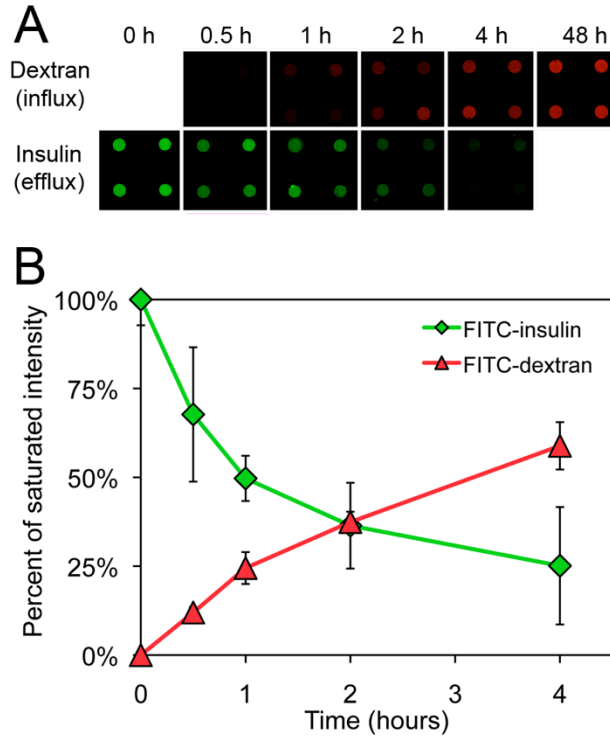 A
0 h 0.5 h 1 h 2 h 4 h 48 h
Dextran
(influx)
Insulin
(efflux)
B
100%
75%
50%
25%
0%
Percent of saturated intensity
FITC-insulin
FITC-dextran
0 1 2 3 4
Time (hours)